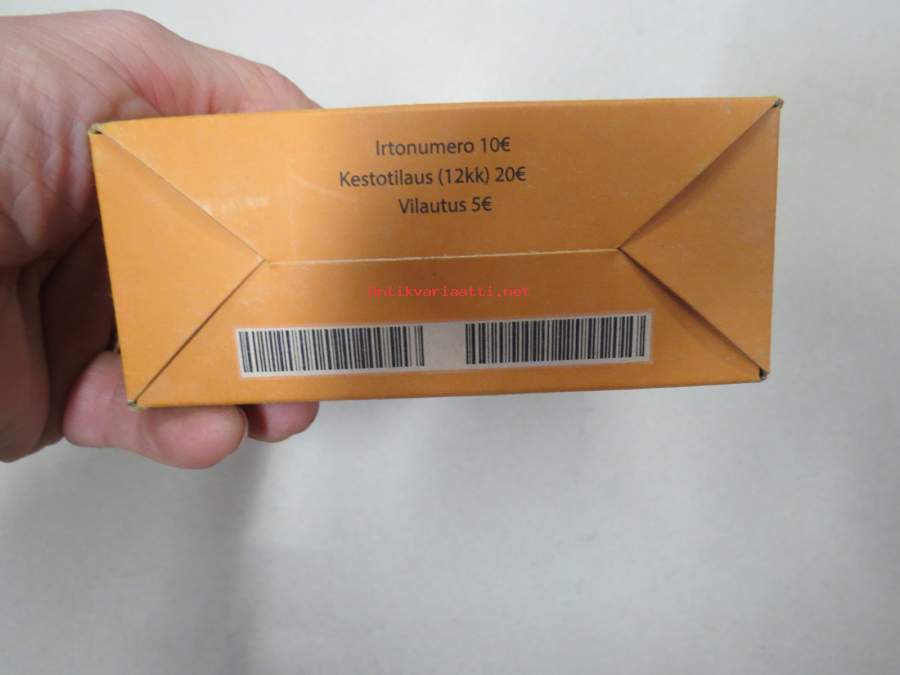 Irtonumero 10€
Kestotilaus (12kk) 20€
Vilautus 5€
antikvariaatti.net